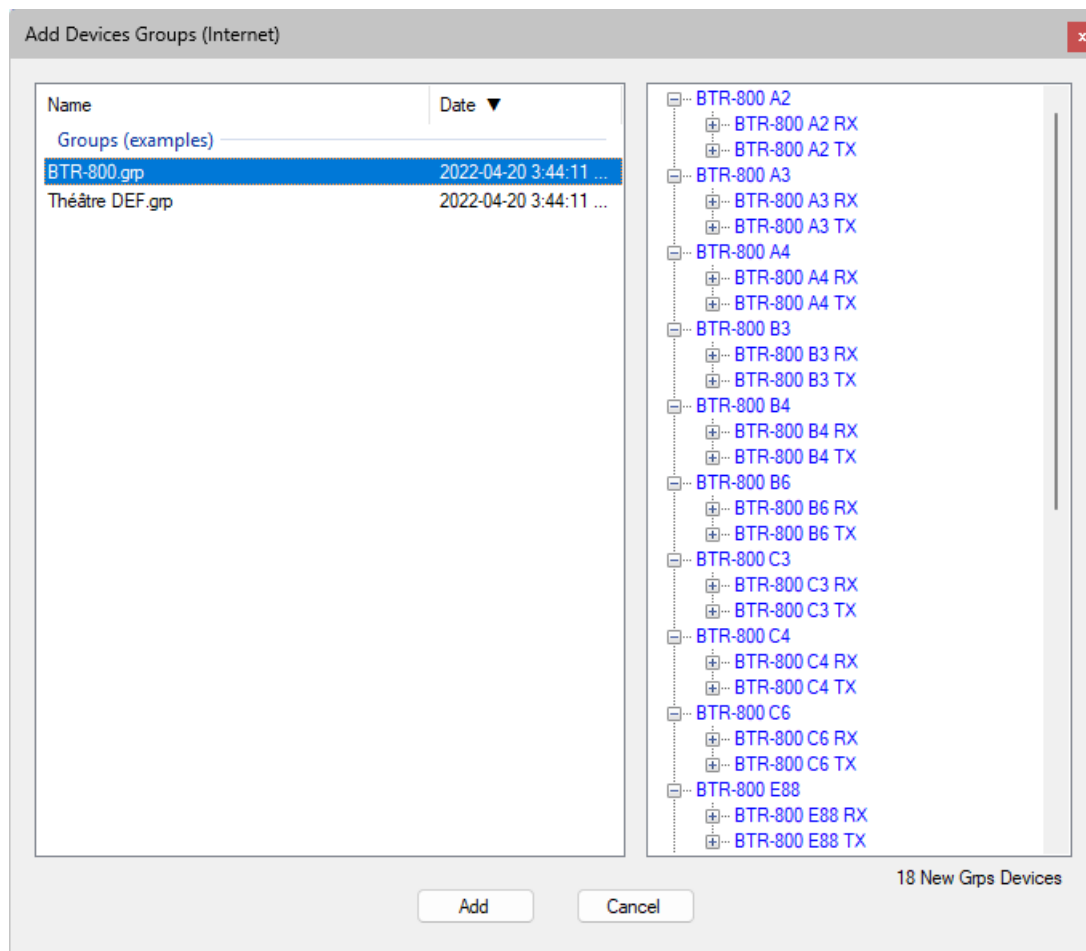 Add Devices Groups (Internet)
x
Name Date ▼
Groups (examples)
BTR-800.grp 2022-04-20 3:44:11 ...
Théâtre DEF.grp 2022-04-20 3:44:11 ...
BTR-800 A2
BTR-800 A2 RX
BTR-800 A2 TX
BTR-800 A3
BTR-800 A3 RX
BTR-800 A3 TX
BTR-800 A4
BTR-800 A4 RX
BTR-800 A4 TX
BTR-800 B3
BTR-800 B3 RX
BTR-800 B3 TX
BTR-800 B4
BTR-800 B4 RX
BTR-800 B4 TX
BTR-800 B6
BTR-800 B6 RX
BTR-800 B6 TX
BTR-800 C3
BTR-800 C3 RX
BTR-800 C3 TX
BTR-800 C4
BTR-800 C4 RX
BTR-800 C4 TX
BTR-800 C6
BTR-800 C6 RX
BTR-800 C6 TX
BTR-800 E88
BTR-800 E88 RX
BTR-800 E88 TX
18 New Grps Devices
Add Cancel